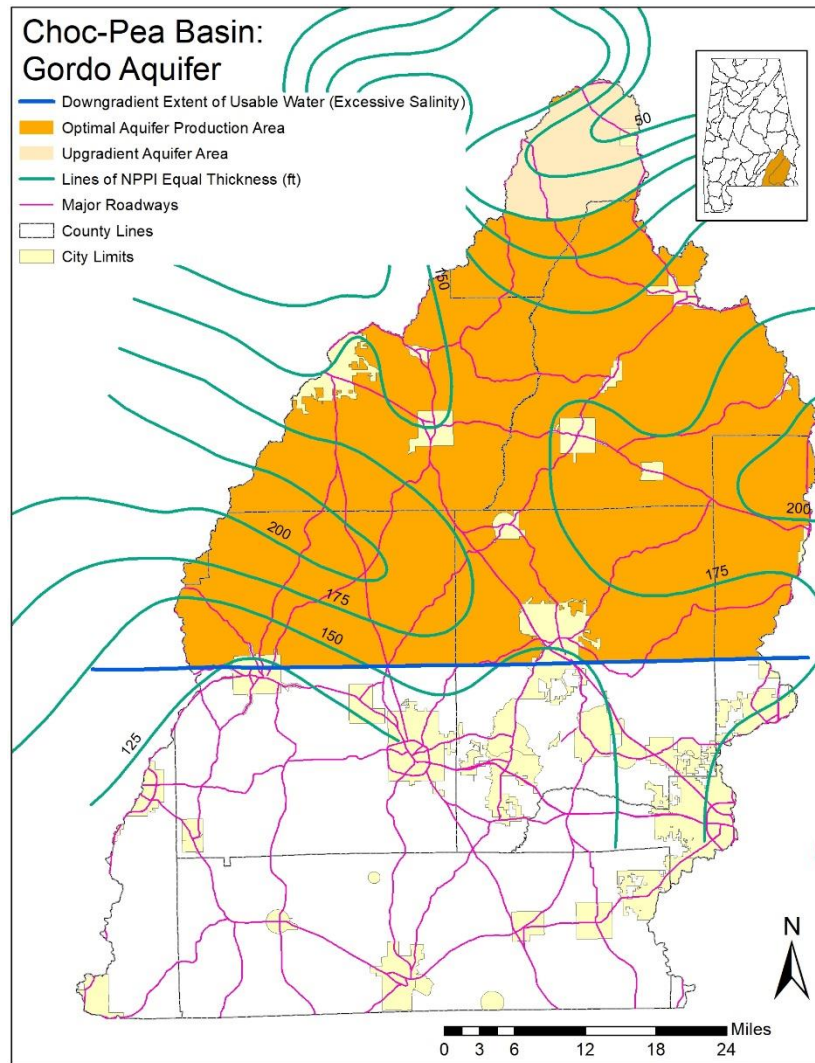 Choc-Pea Basin:
Gordo Aquifer
Downgradient Extent of Usable Water (Excessive Salinity)
Optimal Aquifer Production Area
Upgradient Aquifer Area
Lines of NPPI Equal Thickness (ft)
Major Roadways
County Lines
City Limits
50
150
200
200
175
175
150
125
N
Miles
0 3 6 12 18 24